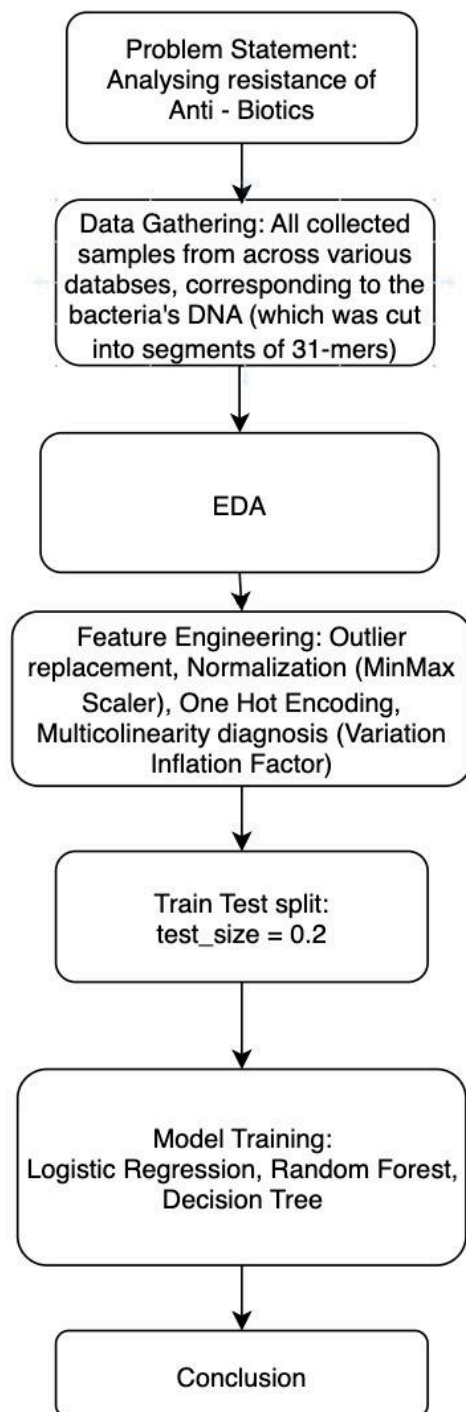 Problem Statement:
Analysing resistance of
Anti - Biotics
Data Gathering: All collected
samples from across various
databses, corresponding to the
bacteria's DNA (which was cut
into segments of 31-mers)
EDA
Feature Engineering: Outlier
replacement, Normalization (MinMax
Scaler), One Hot Encoding,
Multicolinearity diagnosis (Variation
Inflation Factor)
Train Test split:
test_size = 0.2
Model Training:
Logistic Regression, Random Forest,
Decision Tree
Conclusion